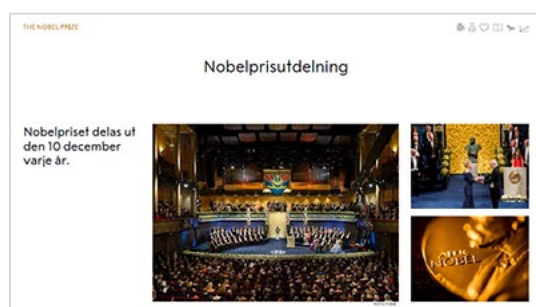 THE NOBEL PRIZE
Nobelprisutdelning
Nobelpriset delas ut
den 10 december
varje år.
NOBEL